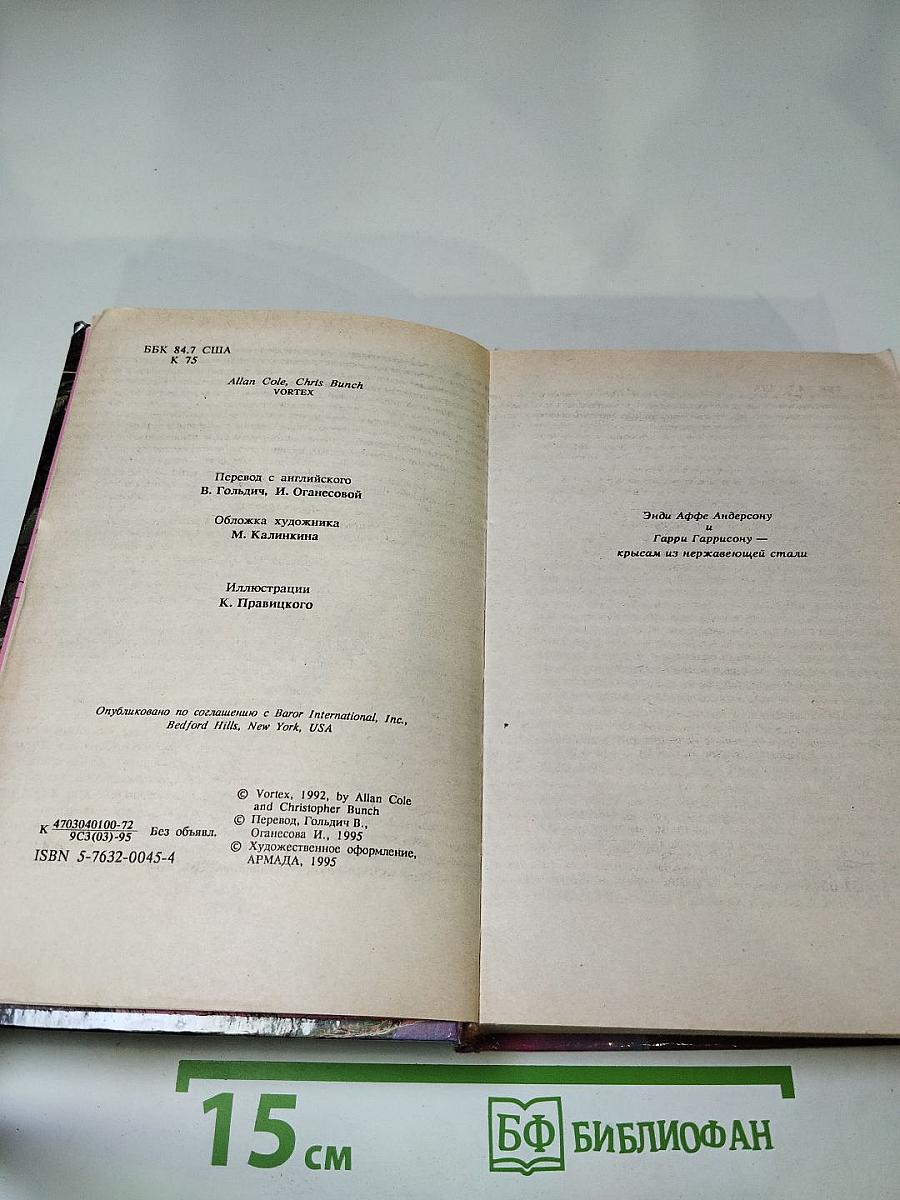 ББК 84.7 США
К 75
Allan Cole, Chris Bunch
VORTEX
Перевод с английского
В. Гольдич, И. Оганесовой
Обложка художника
М. Калинкина
Иллюстрации
К. Правицкого
Опубликовано по соглашению с Baror International, Inc.,
Bedford Hills, New York, USA
© Vortex, 1992, by Allan Cole
and Christopher Bunch
© Перевод, Гольдич В.,
Оганесова И., 1995
© Художественное оформление,
АРМАДА, 1995
К 4703040100-72
9С3(03)-95 Без объявл.
ISBN 5-7632-0045-4
Энди Аффе Андерсону
и
Гарри Гаррисону —
крысам из нержавеющей стали
15 см
БФ БИБЛИОФАН